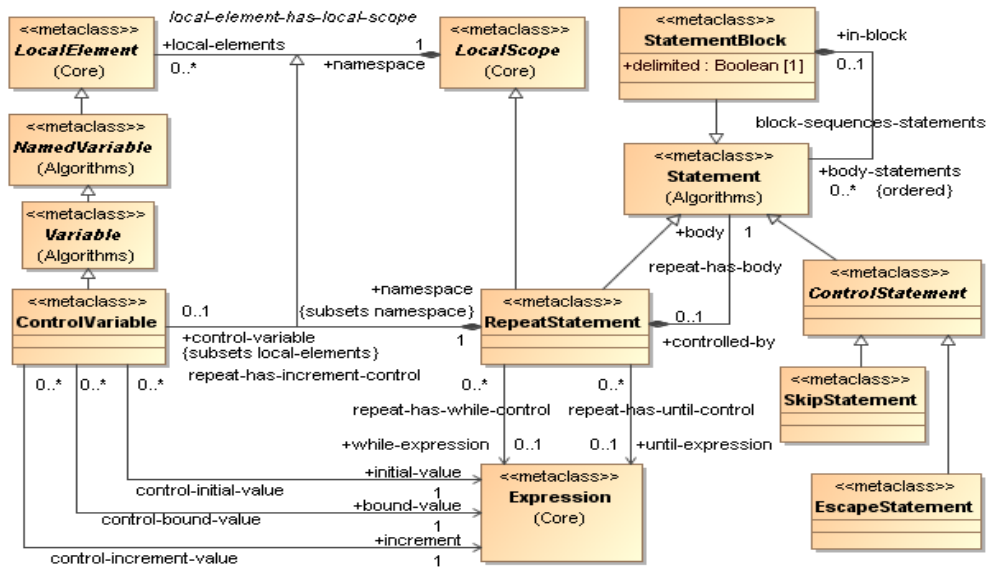 local-element-has-local-scope
<<metaclass>>
LocalElement
(Core)
+local-elements
0..*
1
+namespace
<<metaclass>>
LocalScope
(Core)
<<metaclass>>
StatementBlock
+delimited : Boolean [1]
+in-block
0..1
block-sequences-statements
<<metaclass>>
NamedVariable
(Algorithms)
<<metaclass>>
Statement
(Algorithms)
+body-statements
0..* {ordered}
<<metaclass>>
Variable
(Algorithms)
+body 1
repeat-has-body
<<metaclass>>
ControlStatement
<<metaclass>>
ControlVariable
0..1
+control-variable
{subsets local-elements}
repeat-has-increment-control
+namespace
{subsets namespace}
1
<<metaclass>>
RepeatStatement
0..1
+controlled-by
<<metaclass>>
SkipStatement
0..* 0..* 0..*
0..* 0..*
repeat-has-while-control
repeat-has-until-control
+while-expression 0..1
0..1 +until-expression
+initial-value
1
control-initial-value
+bound-value
1
control-bound-value
+increment
1
control-increment-value
<<metaclass>>
Expression
(Core)
<<metaclass>>
EscapeStatement